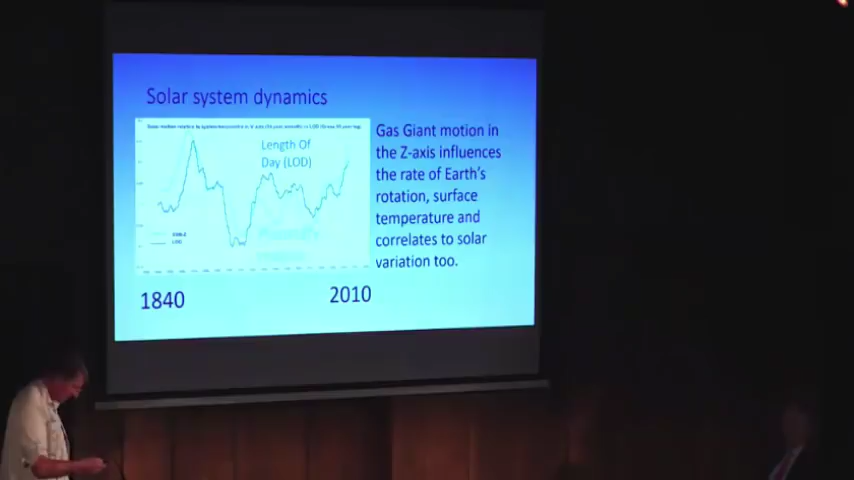 Solar system dynamics
Length Of
Day (LOD)
LOD
1840
2010
Gas Giant motion in
the Z-axis influences
the rate of Earth's
rotation, surface
temperature and
correlates to solar
variation too.